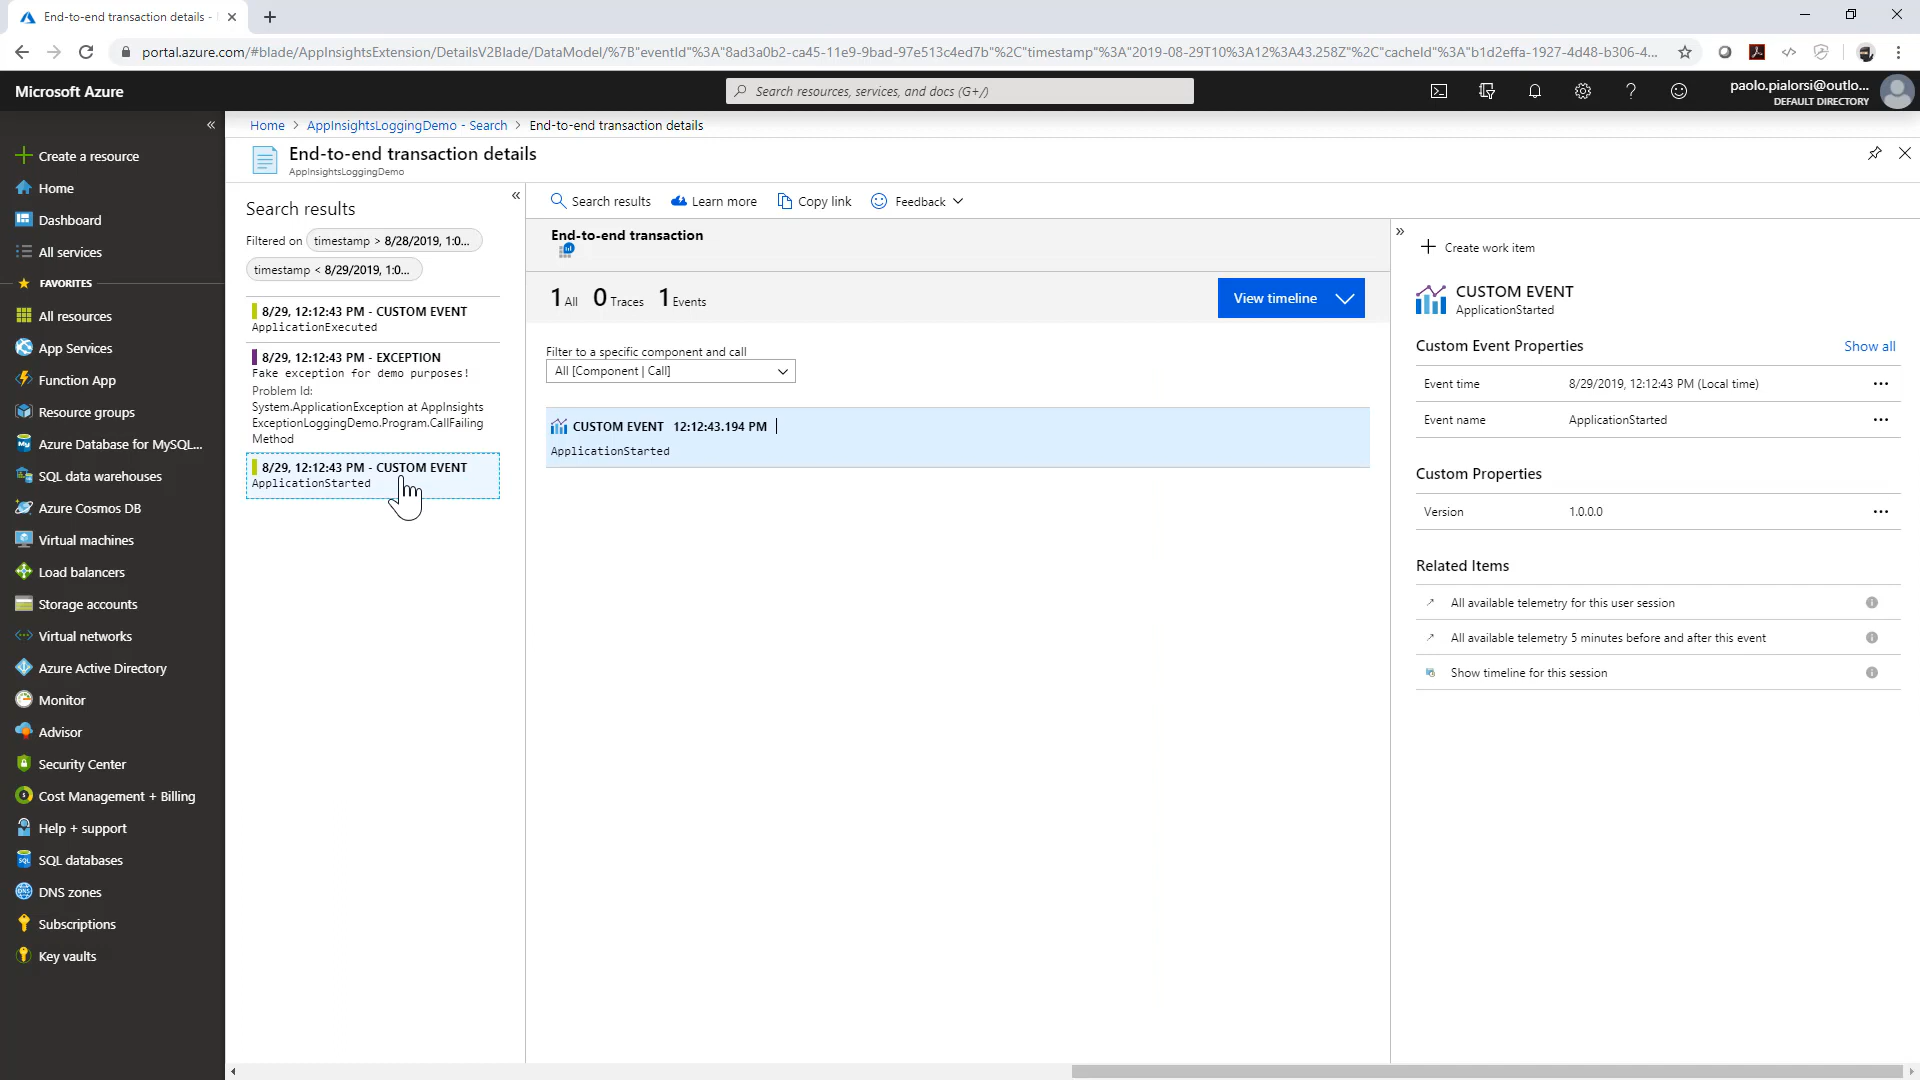 End-to-end transaction details -
portal.azure.com/#blade/AppInsightsExtension/DetailsV2Blade/DataModel/%7B"eventId"%3A"8ad3a0b2-ca45-11e9-9bad-97e513c4ed7b"%2C"timestamp"%3A"2019-08-29T10%3A12%3A43.258Z"%2C"cacheId"%3A"b1d2effa-1927-4d48-b306-4...
Microsoft Azure
Search resources, services, and docs (G+/)
paolo.pialorsi@outlo...
DEFAULT DIRECTORY
Home > AppInsightsLoggingDemo - Search > End-to-end transaction details
End-to-end transaction details
AppInsightsLoggingDemo
Create a resource
Home
Dashboard
All services
FAVORITES
All resources
App Services
Function App
Resource groups
Azure Database for MySQL...
SQL data warehouses
Azure Cosmos DB
Virtual machines
Load balancers
Storage accounts
Virtual networks
Azure Active Directory
Monitor
Advisor
Security Center
Cost Management + Billing
Help + support
SQL databases
DNS zones
Subscriptions
Key vaults
Search results
Filtered on timestamp > 8/28/2019, 1:0...
timestamp < 8/29/2019, 1:0...
8/29, 12:12:43 PM - CUSTOM EVENT
ApplicationExecuted
8/29, 12:12:43 PM - EXCEPTION
Fake exception for demo purposes!
Problem Id:
System.ApplicationException at AppInsights
ExceptionLoggingDemo.Program.CallFailing
Method
8/29, 12:12:43 PM - CUSTOM EVENT
ApplicationStarted
Search results Learn more Copy link Feedback
End-to-end transaction
1 All 0 Traces 1 Events
View timeline
Filter to a specific component and call
All [Component | Call]
CUSTOM EVENT 12:12:43.194 PM |
ApplicationStarted
Create work item
CUSTOM EVENT
ApplicationStarted
Custom Event Properties Show all
Event time 8/29/2019, 12:12:43 PM (Local time) ...
Event name ApplicationStarted ...
Custom Properties
Version 1.0.0.0 ...
Related Items
All available telemetry for this user session
All available telemetry 5 minutes before and after this event
Show timeline for this session